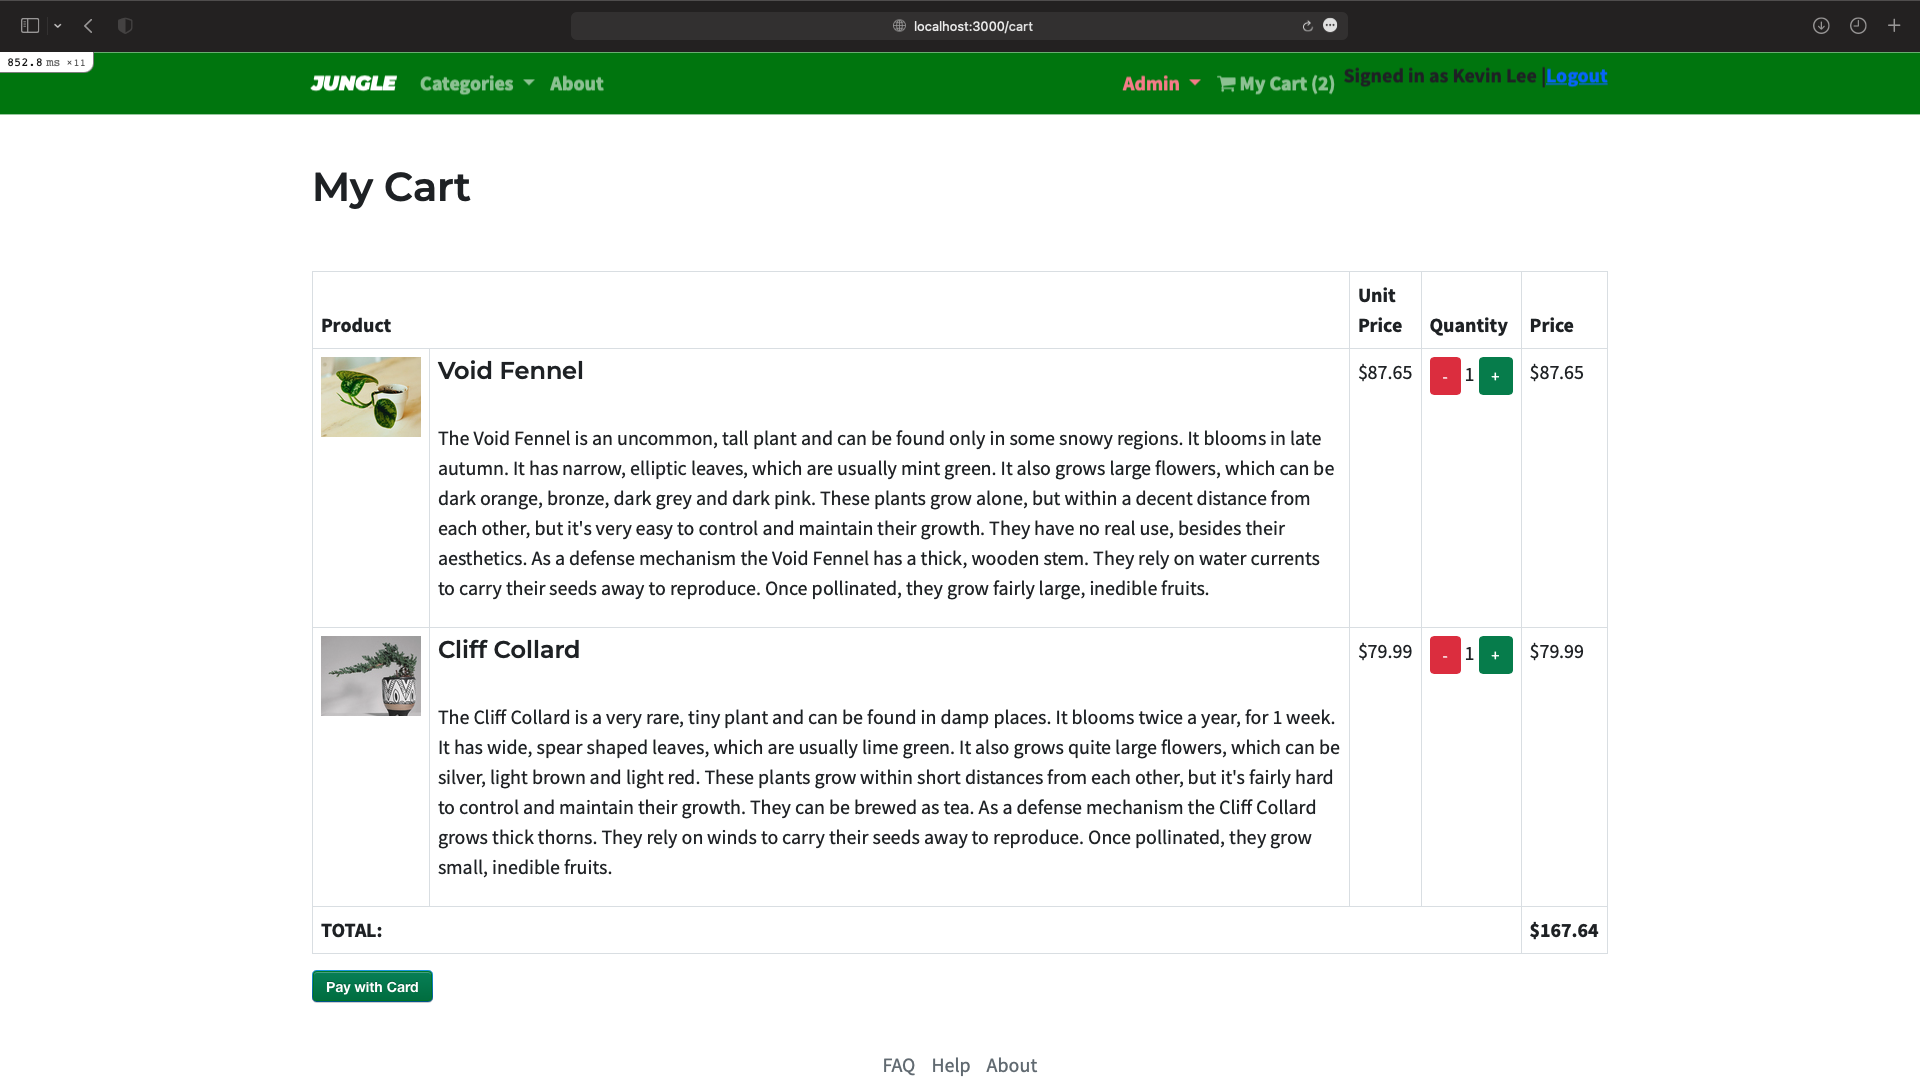 localhost:3000/cart
852.8 ms ×11
JUNGLE Categories About Admin My Cart (2) Signed in as Kevin Lee |Logout
My Cart
Product Unit Price Quantity Price
Void Fennel $87.65 - 1 + $87.65
The Void Fennel is an uncommon, tall plant and can be found only in some snowy regions. It blooms in late
autumn. It has narrow, elliptic leaves, which are usually mint green. It also grows large flowers, which can be
dark orange, bronze, dark grey and dark pink. These plants grow alone, but within a decent distance from
each other, but it's very easy to control and maintain their growth. They have no real use, besides their
aesthetics. As a defense mechanism the Void Fennel has a thick, wooden stem. They rely on water currents
to carry their seeds away to reproduce. Once pollinated, they grow fairly large, inedible fruits.
Cliff Collard $79.99 - 1 + $79.99
The Cliff Collard is a very rare, tiny plant and can be found in damp places. It blooms twice a year, for 1 week.
It has wide, spear shaped leaves, which are usually lime green. It also grows quite large flowers, which can be
silver, light brown and light red. These plants grow within short distances from each other, but it's fairly hard
to control and maintain their growth. They can be brewed as tea. As a defense mechanism the Cliff Collard
grows thick thorns. They rely on winds to carry their seeds away to reproduce. Once pollinated, they grow
small, inedible fruits.
TOTAL: $167.64
Pay with Card
FAQ Help About